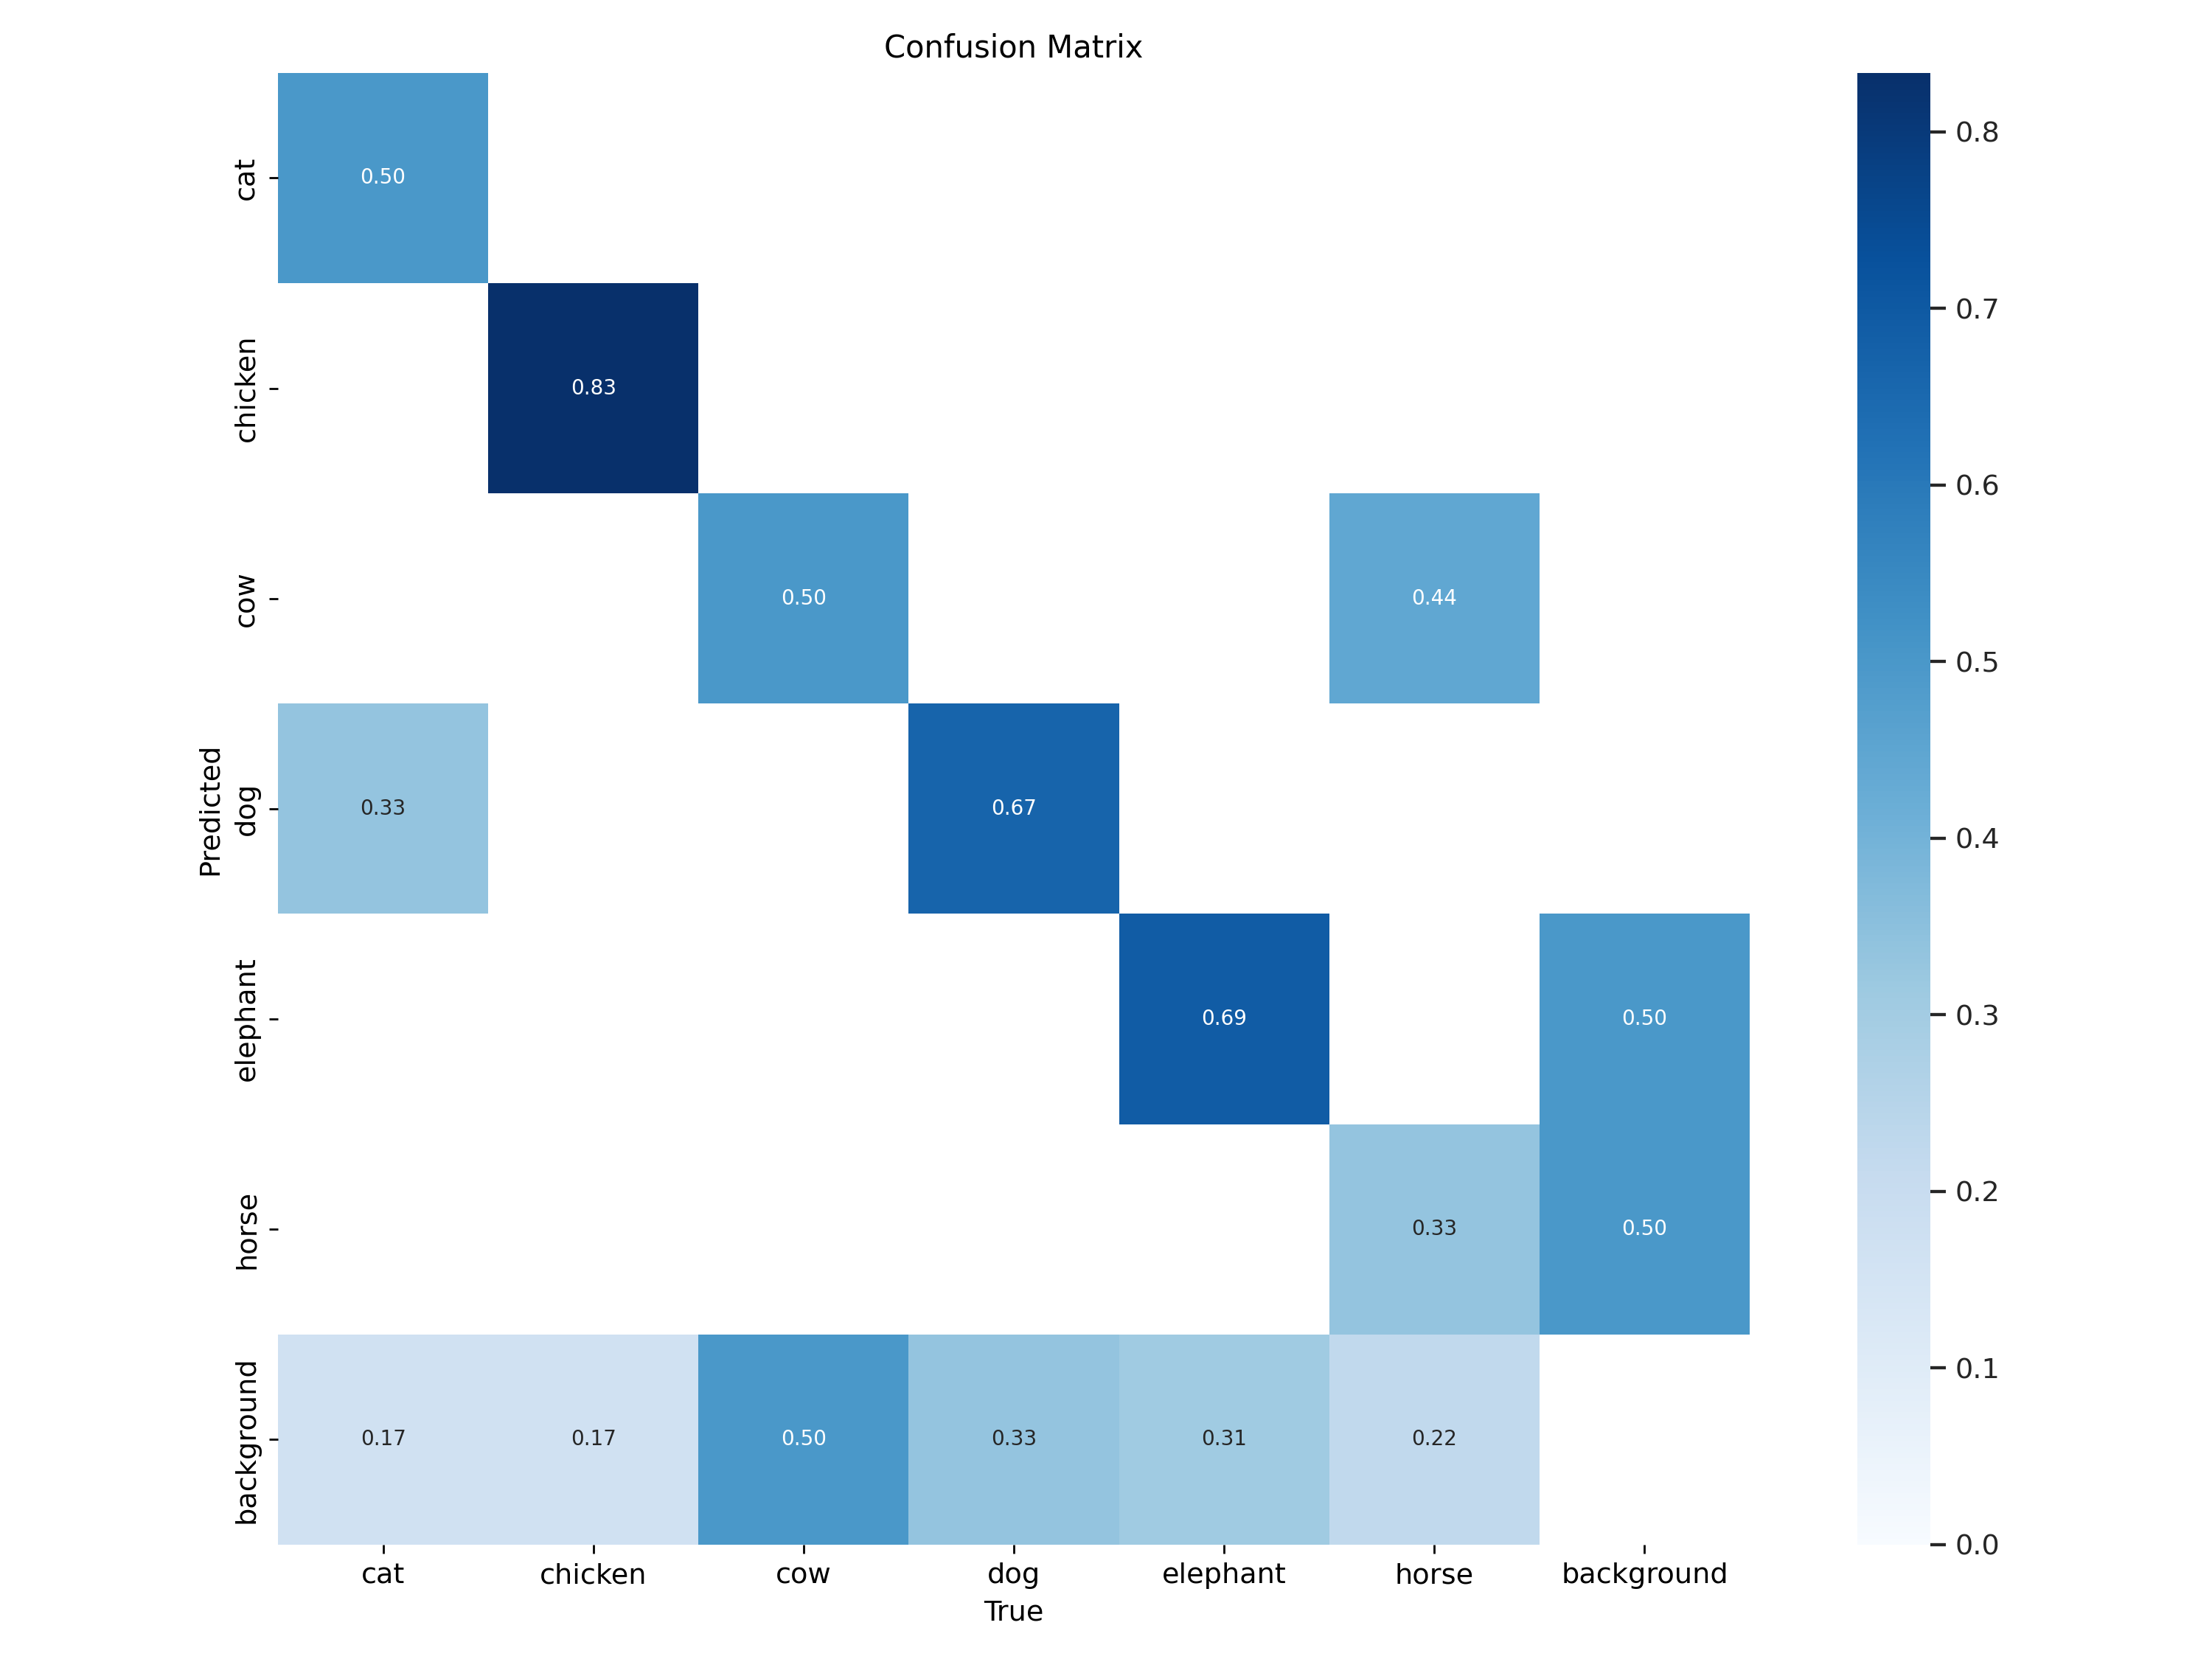 Confusion Matrix
cat
0.50
chicken
0.83
cow
0.50 0.44
Predicted
dog
0.33 0.67
elephant
0.69 0.50
horse
0.33 0.50
background
0.17 0.17 0.50 0.33 0.31 0.22
cat chicken cow dog elephant horse background
True
0.8
0.7
0.6
0.5
0.4
0.3
0.2
0.1
0.0